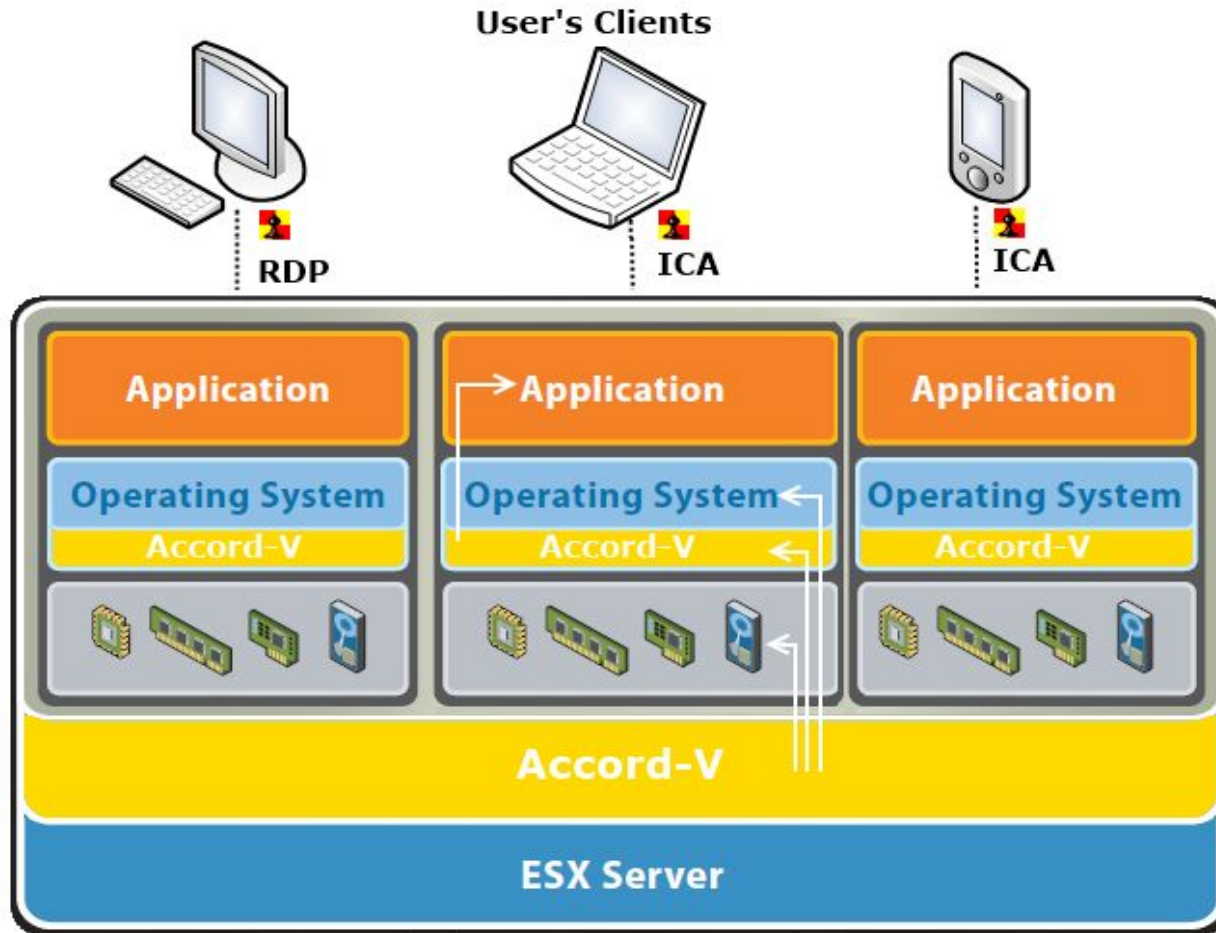 User's Clients
RDP
ICA
ICA
Application
Application
Application
Operating System
Operating System
Operating System
Accord-V
Accord-V
Accord-V
Accord-V
ESX Server